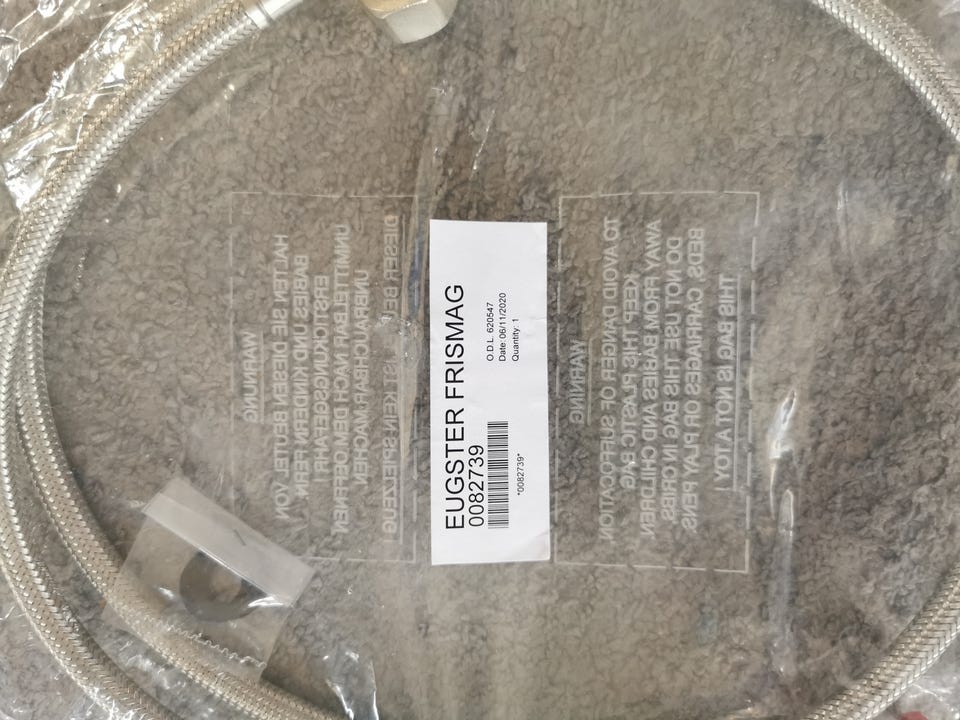 EUGSTER FRISMAG
0082739
O.D.L. 620547
Date: 06/11/2020
Quantity: 1
*0082739*
WARNING
TO AVOID DANGER OF SUFFOCATION
KEEP THIS PLASTIC BAG
AWAY FROM BABIES AND CHILDREN.
DO NOT USE THIS BAG IN CRIBS
BEDS, CARRIAGES OR PLAYPENS.
THIS BAG IS NOT A TOY.
WARNUNG
HALTEN SIE DIESEN BEUTEL VON
BABIES UND KINDERN FERN.
ERSTICKUNGSGEFAHR!
UNMITTELBAR NACH DEM OEFFNEN
UNBRAUCHBAR MACHEN.
DIESER BE IST KEIN SPIELZEUG!